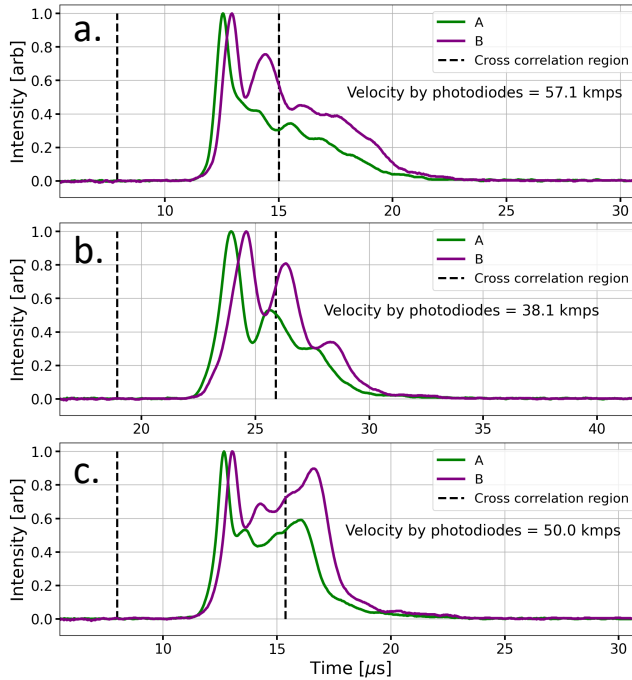 a.
Intensity [arb]
1.0
0.8
0.6
0.4
0.2
0.0
A
B
Cross correlation region
Velocity by photodiodes = 57.1 kmps
10 15 20 25 30
b.
Intensity [arb]
1.0
0.8
0.6
0.4
0.2
0.0
A
B
Cross correlation region
Velocity by photodiodes = 38.1 kmps
20 25 30 35 40
c.
Intensity [arb]
1.0
0.8
0.6
0.4
0.2
0.0
A
B
Cross correlation region
Velocity by photodiodes = 50.0 kmps
10 15 20 25 30
Time [μs]